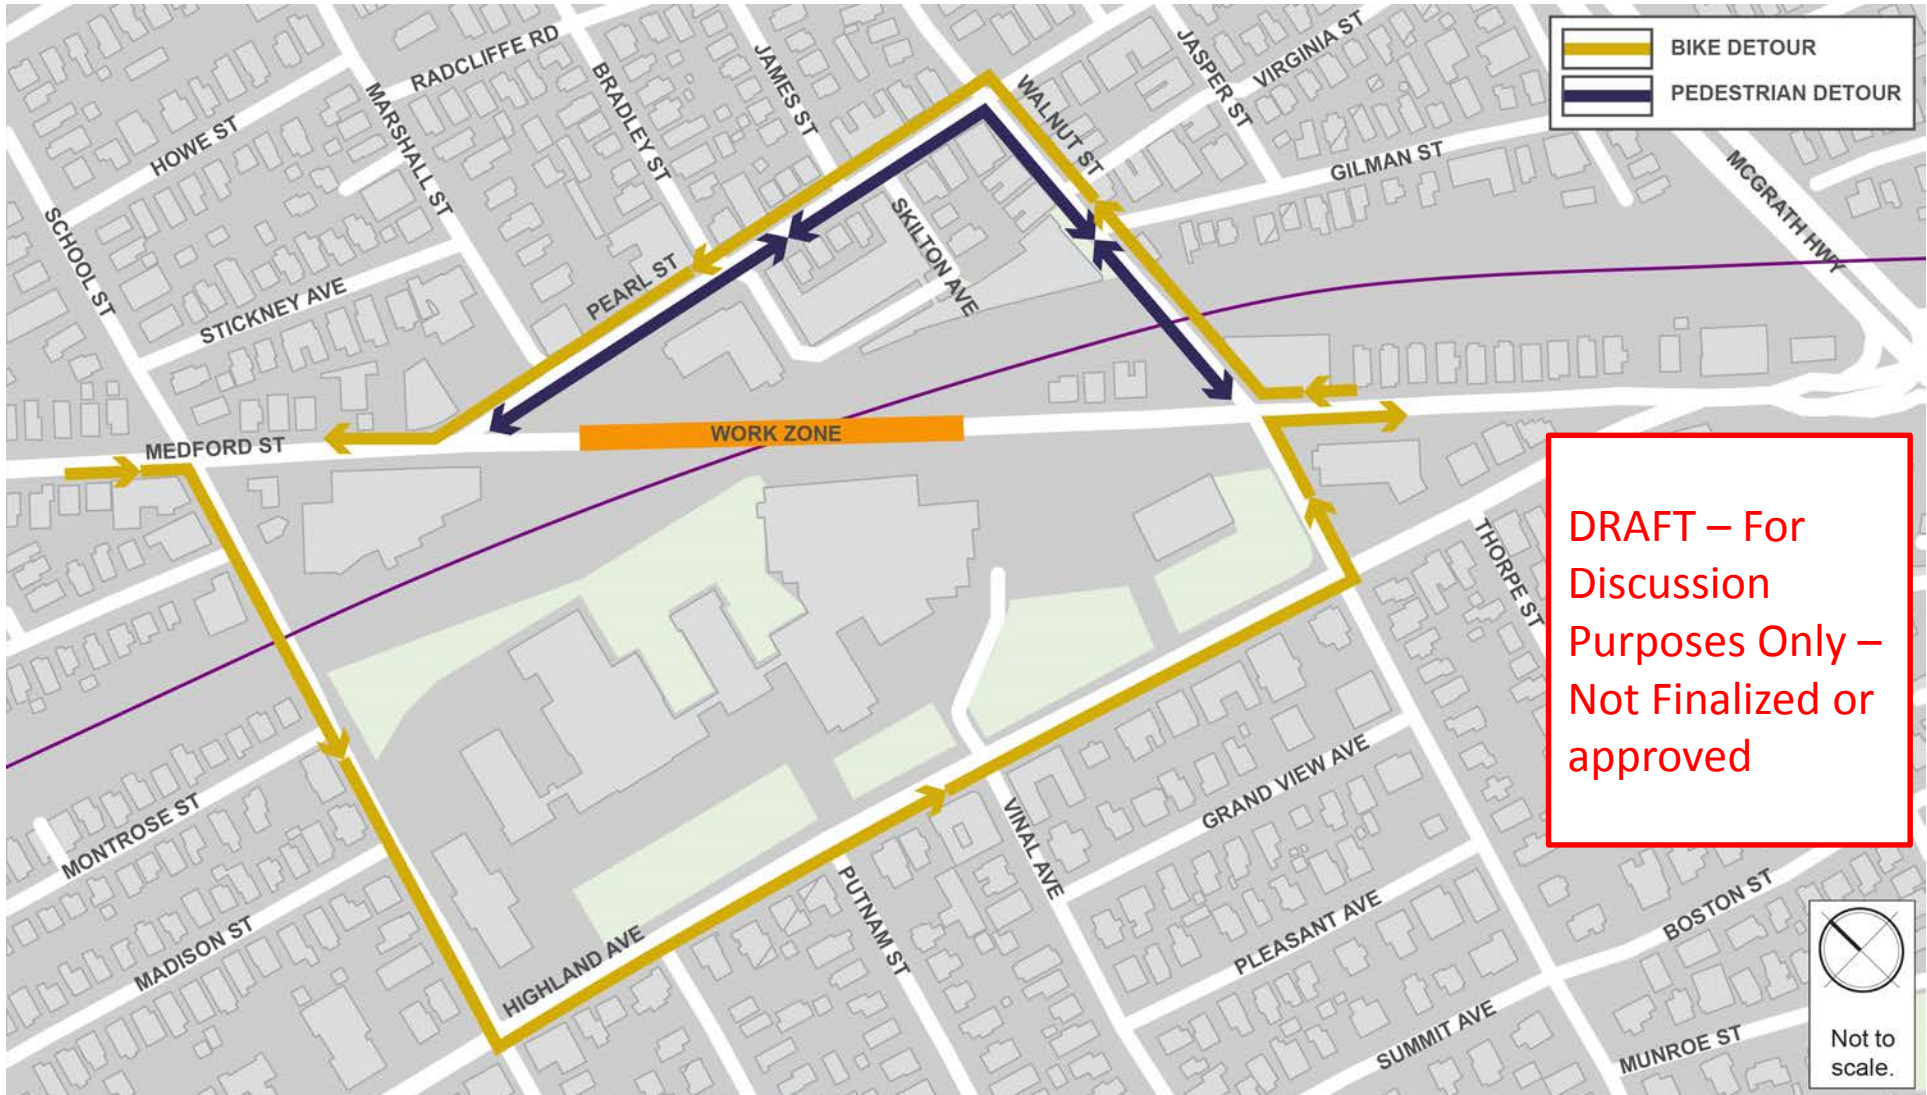 BIKE DETOUR
PEDESTRIAN DETOUR
RADCLIFFE RD
HOWE ST
MARSHALL ST
BRADLEY ST
JAMES ST
WALNUT ST
JASPER ST
VIRGINIA ST
GILMAN ST
MCGRATH HWY
SCHOOL ST
STICKNEY AVE
PEARL ST
SKILTON AVE
MEDFORD ST
WORK ZONE
DRAFT – For
Discussion
Purposes Only –
Not Finalized or
approved
THORPE ST
MONTROSE ST
MADISON ST
HIGHLAND AVE
PUTNAM ST
VINAL AVE
GRAND VIEW AVE
PLEASANT AVE
BOSTON ST
SUMMIT AVE
MUNROE ST
Not to
scale.